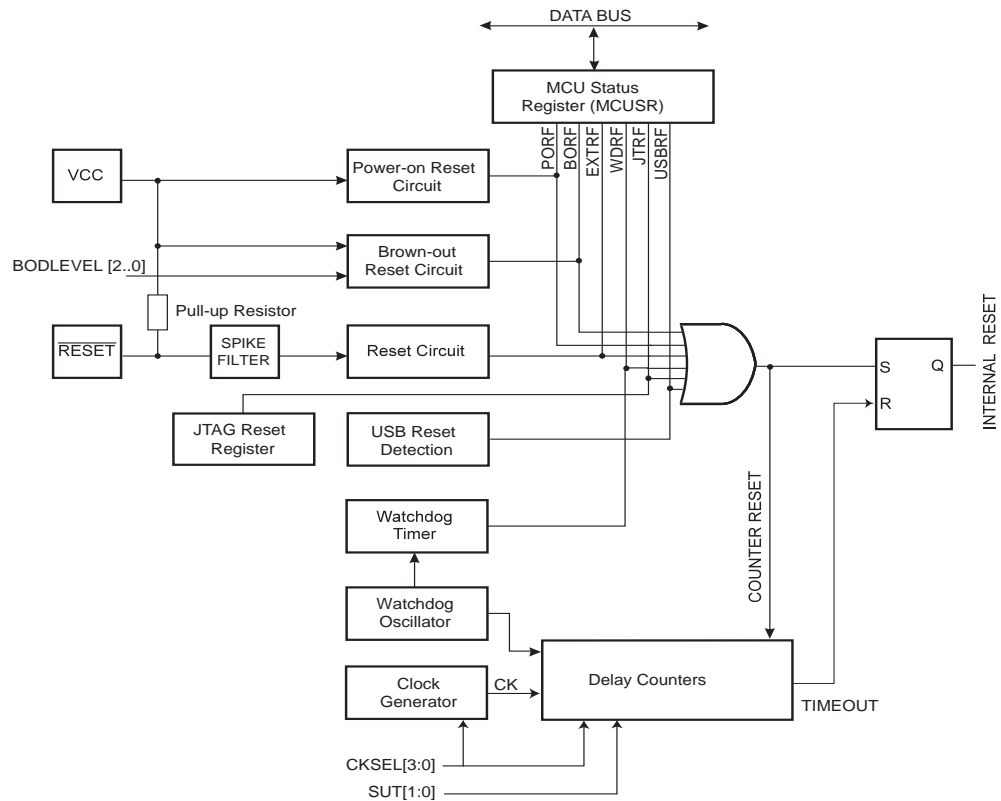 DATA BUS
MCU Status
Register (MCUSR)
PORF
BORF
EXTRF
WDRF
JTRF
USBRF
VCC
Power-on Reset
Circuit
BODLEVEL [2..0]
Brown-out
Reset Circuit
Pull-up Resistor
RESET
SPIKE
FILTER
Reset Circuit
S
Q
R
INTERNAL RESET
JTAG Reset
Register
USB Reset
Detection
Watchdog
Timer
COUNTER RESET
Watchdog
Oscillator
Clock
Generator
CK
Delay Counters
TIMEOUT
CKSEL[3:0]
SUT[1:0]